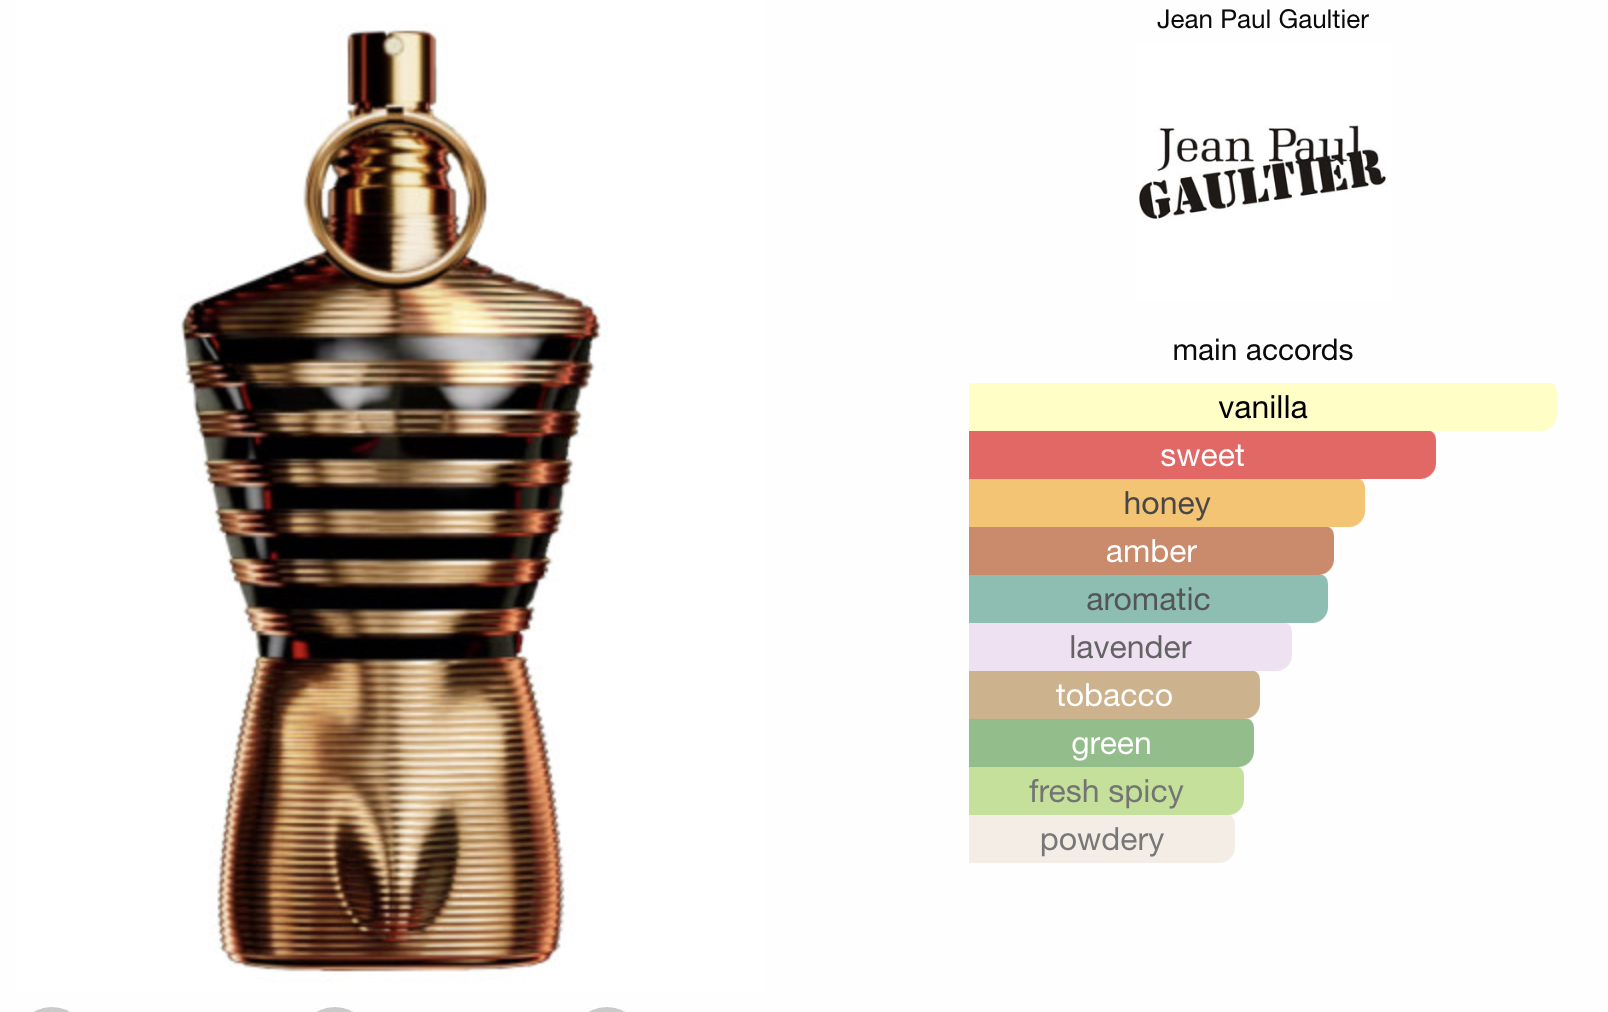 Jean Paul Gaultier
Jean Paul
GAULTIER
main accords
vanilla
sweet
honey
amber
aromatic
lavender
tobacco
green
fresh spicy
powdery